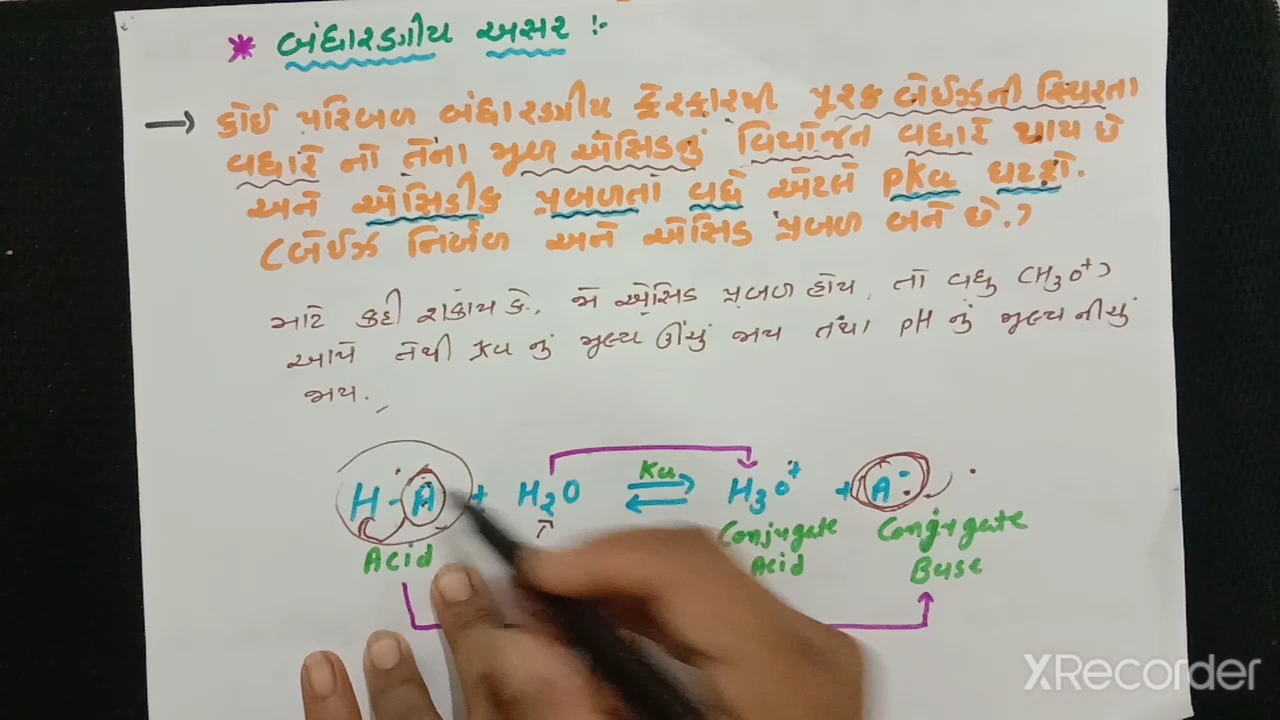 * બંધારણીય અસર :-
→ કોઈ પરિબળ બંધારણીય ફેરફારથી પૂરક બેઈઝની સ્થિરતા
વધારે તો તેના મૂળ એસિડનું વિયોજન વધારે થાય છે
અને એસિડીક પ્રબળતા વધે એટલે pKa ઘટશે.
(બેઈઝ નિર્બળ અને એસિડ પ્રબળ બને છે.)
માટે કહી શકાય કે, જો એસિડ પ્રબળ હોય, તો વધુ (H3O+)
આપે તેથી Ka નું મૂલ્ય ઊંચું જાય તથા pH નું મૂલ્ય નીચું
જાય.
H-A + H2O ⇌ Ka H3O+ + A-:
Acid Conjugate Acid Conjugate Base
XRecorder